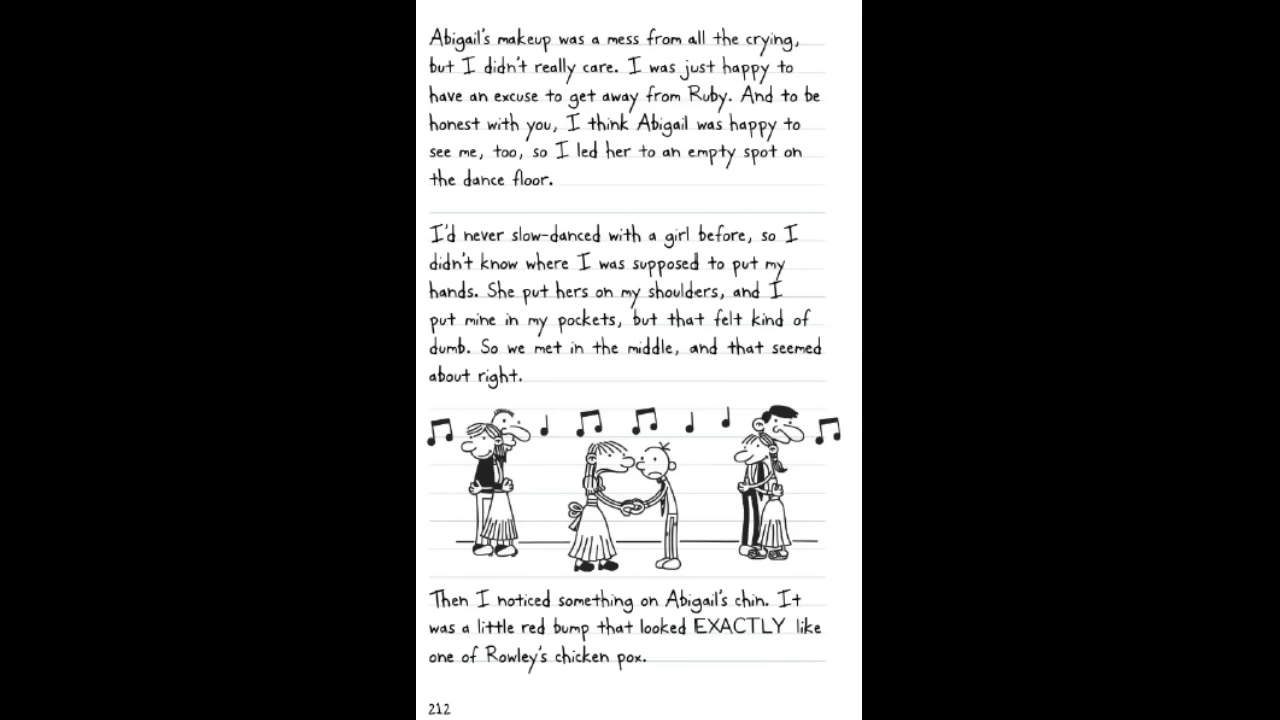 Abigail's makeup was a mess from all the crying,
but I didn't really care. I was just happy to
have an excuse to get away from Ruby. And to be
honest with you, I think Abigail was happy to
see me, too, so I led her to an empty spot on
the dance floor.
I'd never slow-danced with a girl before, so I
didn't know where I was supposed to put my
hands. She put hers on my shoulders, and I
put mine in my pockets, but that felt kind of
dumb. So we met in the middle, and that seemed
about right.
Then I noticed something on Abigail's chin. It
was a little red bump that looked EXACTLY like
one of Rowley's chicken pox.
212